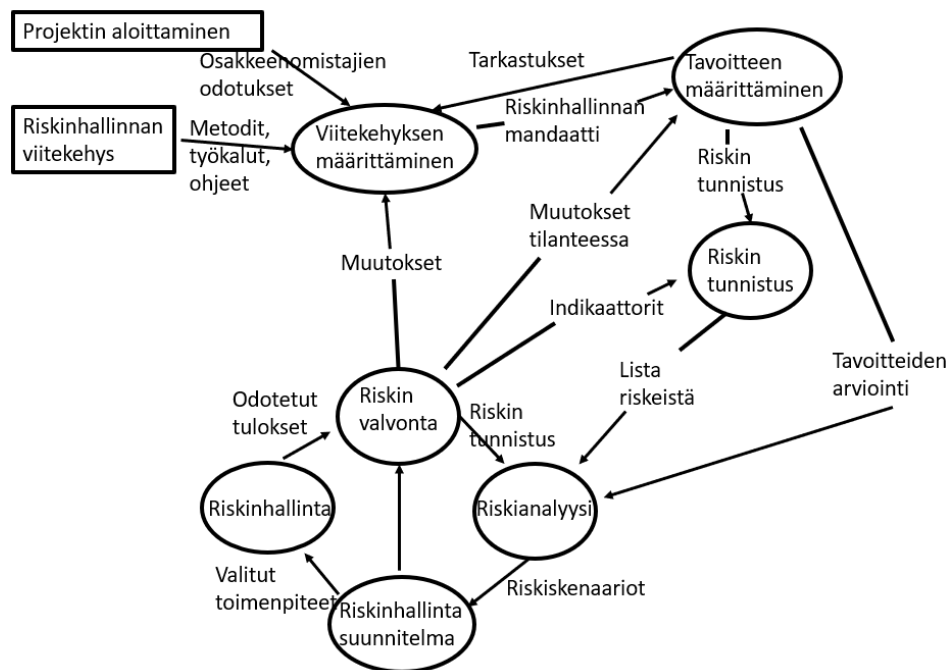 Projektin aloittaminen
Osakkeenomistajien
odotukset
Tarkastukset
Tavoitteen
määrittäminen
Riskinhallinnan
viitekehys
Metodit,
työkalut,
ohjeet
Viitekehyksen
määrittäminen
Riskinhallinnan
mandaatti
Riskin
tunnistus
Muutokset
tilanteessa
Riskin
tunnistus
Muutokset
Indikaattorit
Lista
riskeistä
Tavoitteiden
arviointi
Odotetut
tulokset
Riskin
valvonta
Riskin
tunnistus
Riskinhallinta
Riskianalyysi
Valitut
toimenpiteet
Riskinhallinta
suunnitelma
Riskiskenaariot